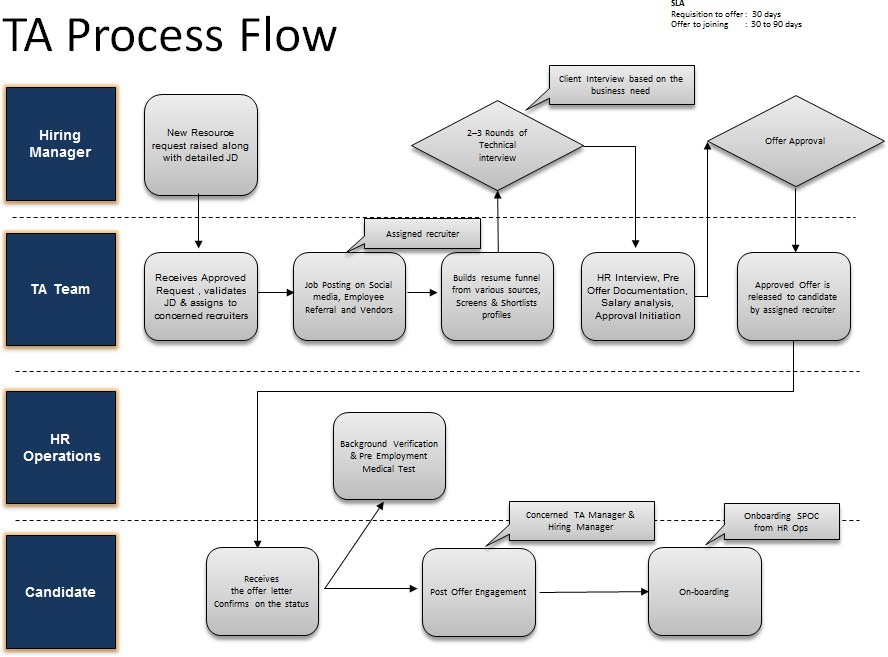 SLA
Requisition to offer : 30 days
Offer to joining : 30 to 90 days
TA Process Flow
Hiring
Manager
New Resource
request raised along
with detailed JD
2–3 Rounds of
Technical
interview
Client Interview based on the
business need
Offer Approval
TA Team
Receives Approved
Request , validates
JD & assigns to
concerned recruiters
Assigned recruiter
Job Posting on Social
media, Employee
Referral and Vendors
Builds resume funnel
from various sources,
Screens & Shortlists
profiles
HR Interview, Pre
Offer Documentation,
Salary analysis,
Approval Initiation
Approved Offer is
released to candidate
by assigned recruiter
HR
Operations
Background Verification
& Pre Employment
Medical Test
Candidate
Receives
the offer letter
Confirms on the status
Concerned TA Manager &
Hiring Manager
Post Offer Engagement
Onboarding SPOC
from HR Ops
On-boarding